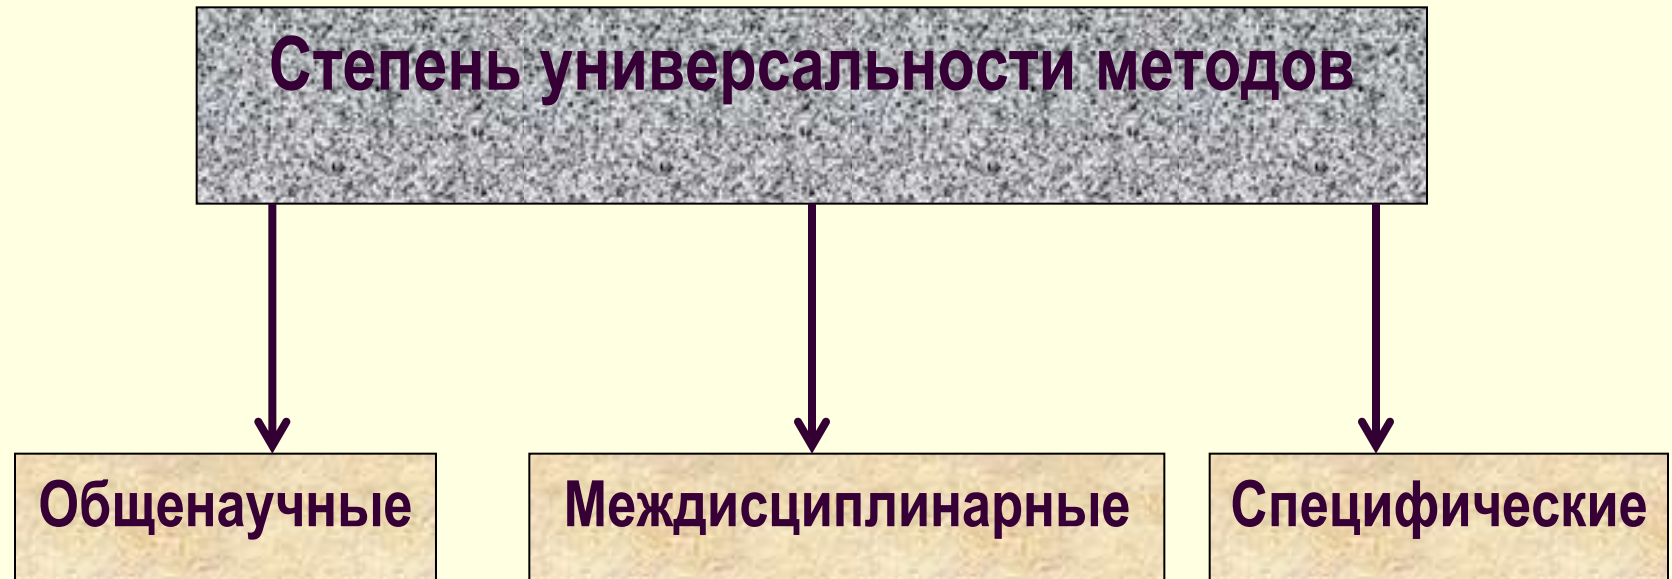 Степень универсальности методов
Общенаучные
Междисциплинарные
Специфические